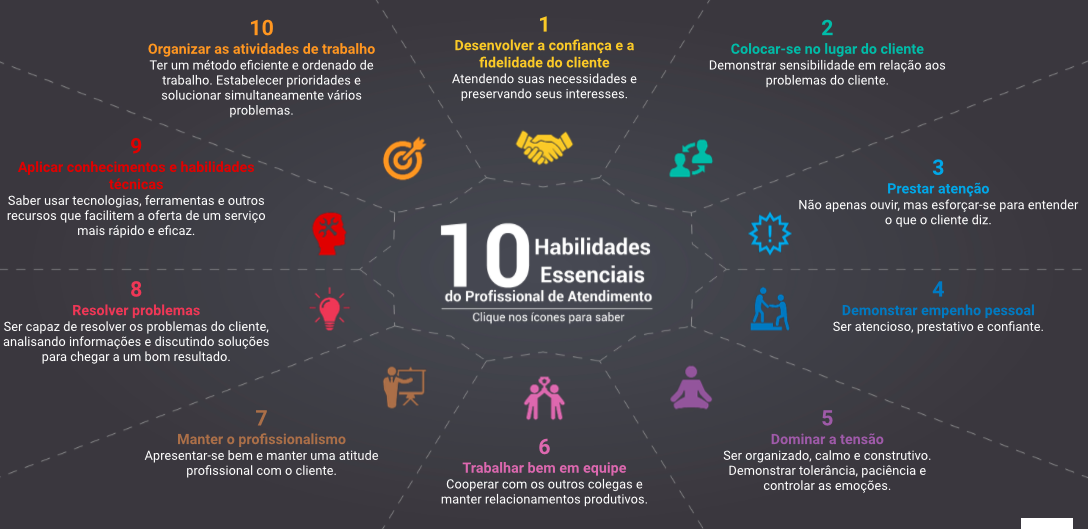 10
Habilidades
Essenciais
do Profissional de Atendimento
Clique nos ícones para saber
1
Desenvolver a confiança e a
fidelidade do cliente
Atendendo suas necessidades e
preservando seus interesses.
2
Colocar-se no lugar do cliente
Demonstrar sensibilidade em relação aos
problemas do cliente.
3
Prestar atenção
Não apenas ouvir, mas esforçar-se para entender
o que o cliente diz.
4
Demonstrar empenho pessoal
Ser atencioso, prestativo e confiante.
5
Dominar a tensão
Ser organizado, calmo e construtivo.
Demonstrar tolerância, paciência e
controlar as emoções.
6
Trabalhar bem em equipe
Cooperar com os outros colegas e
manter relacionamentos produtivos.
7
Manter o profissionalismo
Apresentar-se bem e manter uma atitude
profissional com o cliente.
8
Resolver problemas
Ser capaz de resolver os problemas do cliente,
analisando informações e discutindo soluções
para chegar a um bom resultado.
9
Aplicar conhecimentos e habilidades
técnicas
Saber usar tecnologias, ferramentas e outros
recursos que facilitem a oferta de um serviço
mais rápido e eficaz.
10
Organizar as atividades de trabalho
Ter um método eficiente e ordenado de
trabalho. Estabelecer prioridades e
solucionar simultaneamente vários
problemas.